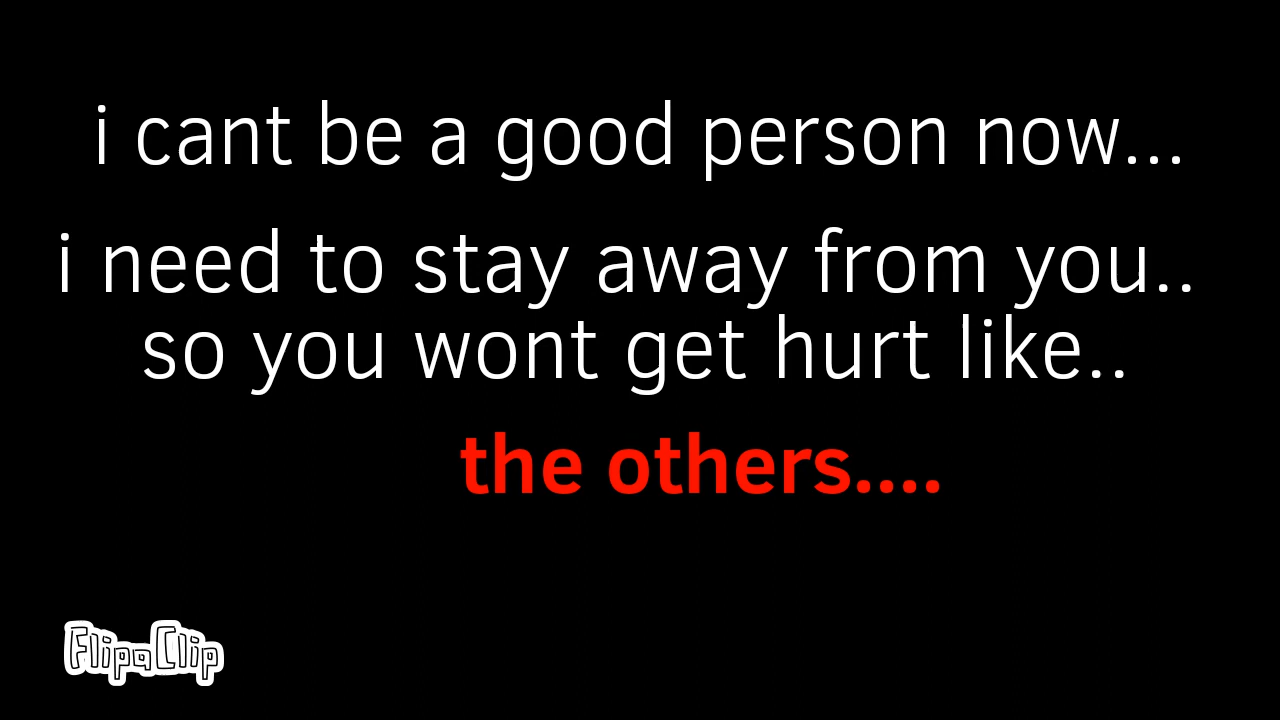 i cant be a good person now...
i need to stay away from you..
so you wont get hurt like..
the others....
FlipaClip